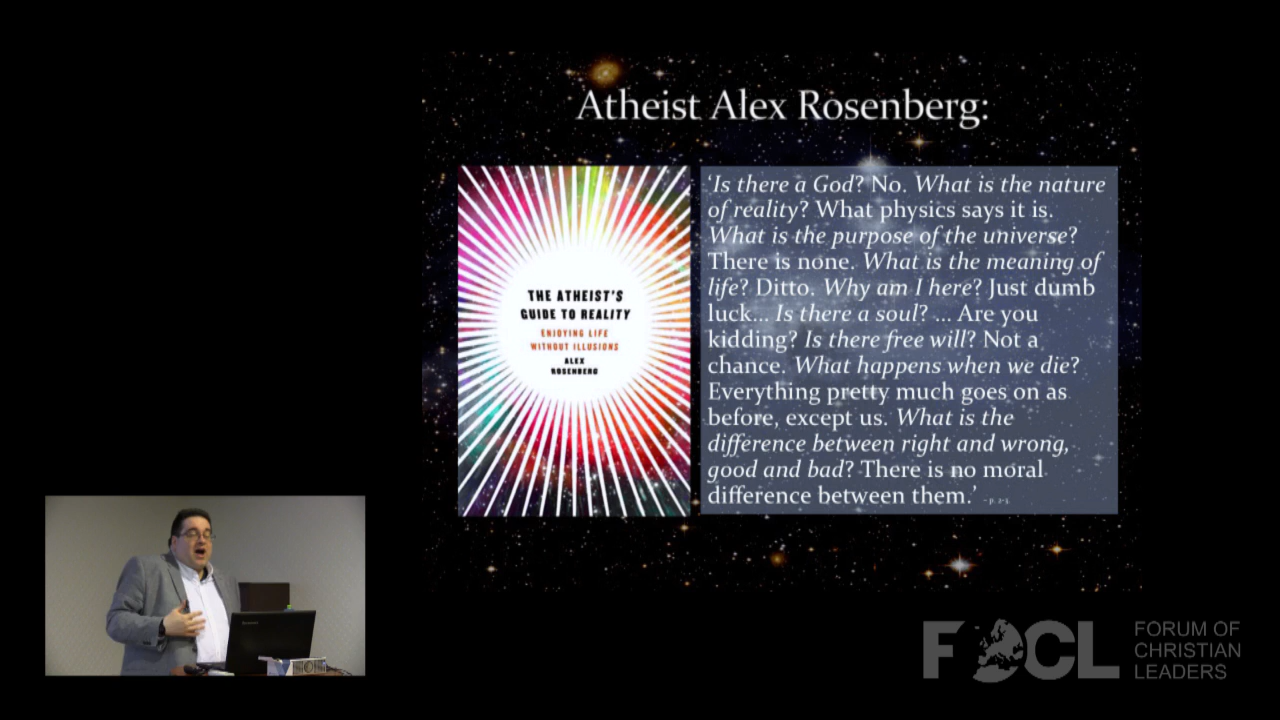 Atheist Alex Rosenberg:
THE ATHEIST'S
GUIDE TO REALITY
ENJOYING LIFE
WITHOUT ILLUSIONS
ALEX
ROSENBERG
'Is there a God? No. What is the nature
of reality? What physics says it is.
What is the purpose of the universe?
There is none. What is the meaning of
life? Ditto. Why am I here? Just dumb
luck... Is there a soul? ... Are you
kidding? Is there free will? Not a
chance. What happens when we die?
Everything pretty much goes on as
before, except us. What is the
difference between right and wrong,
good and bad? There is no moral
difference between them.'
FOCL
FORUM OF
CHRISTIAN
LEADERS